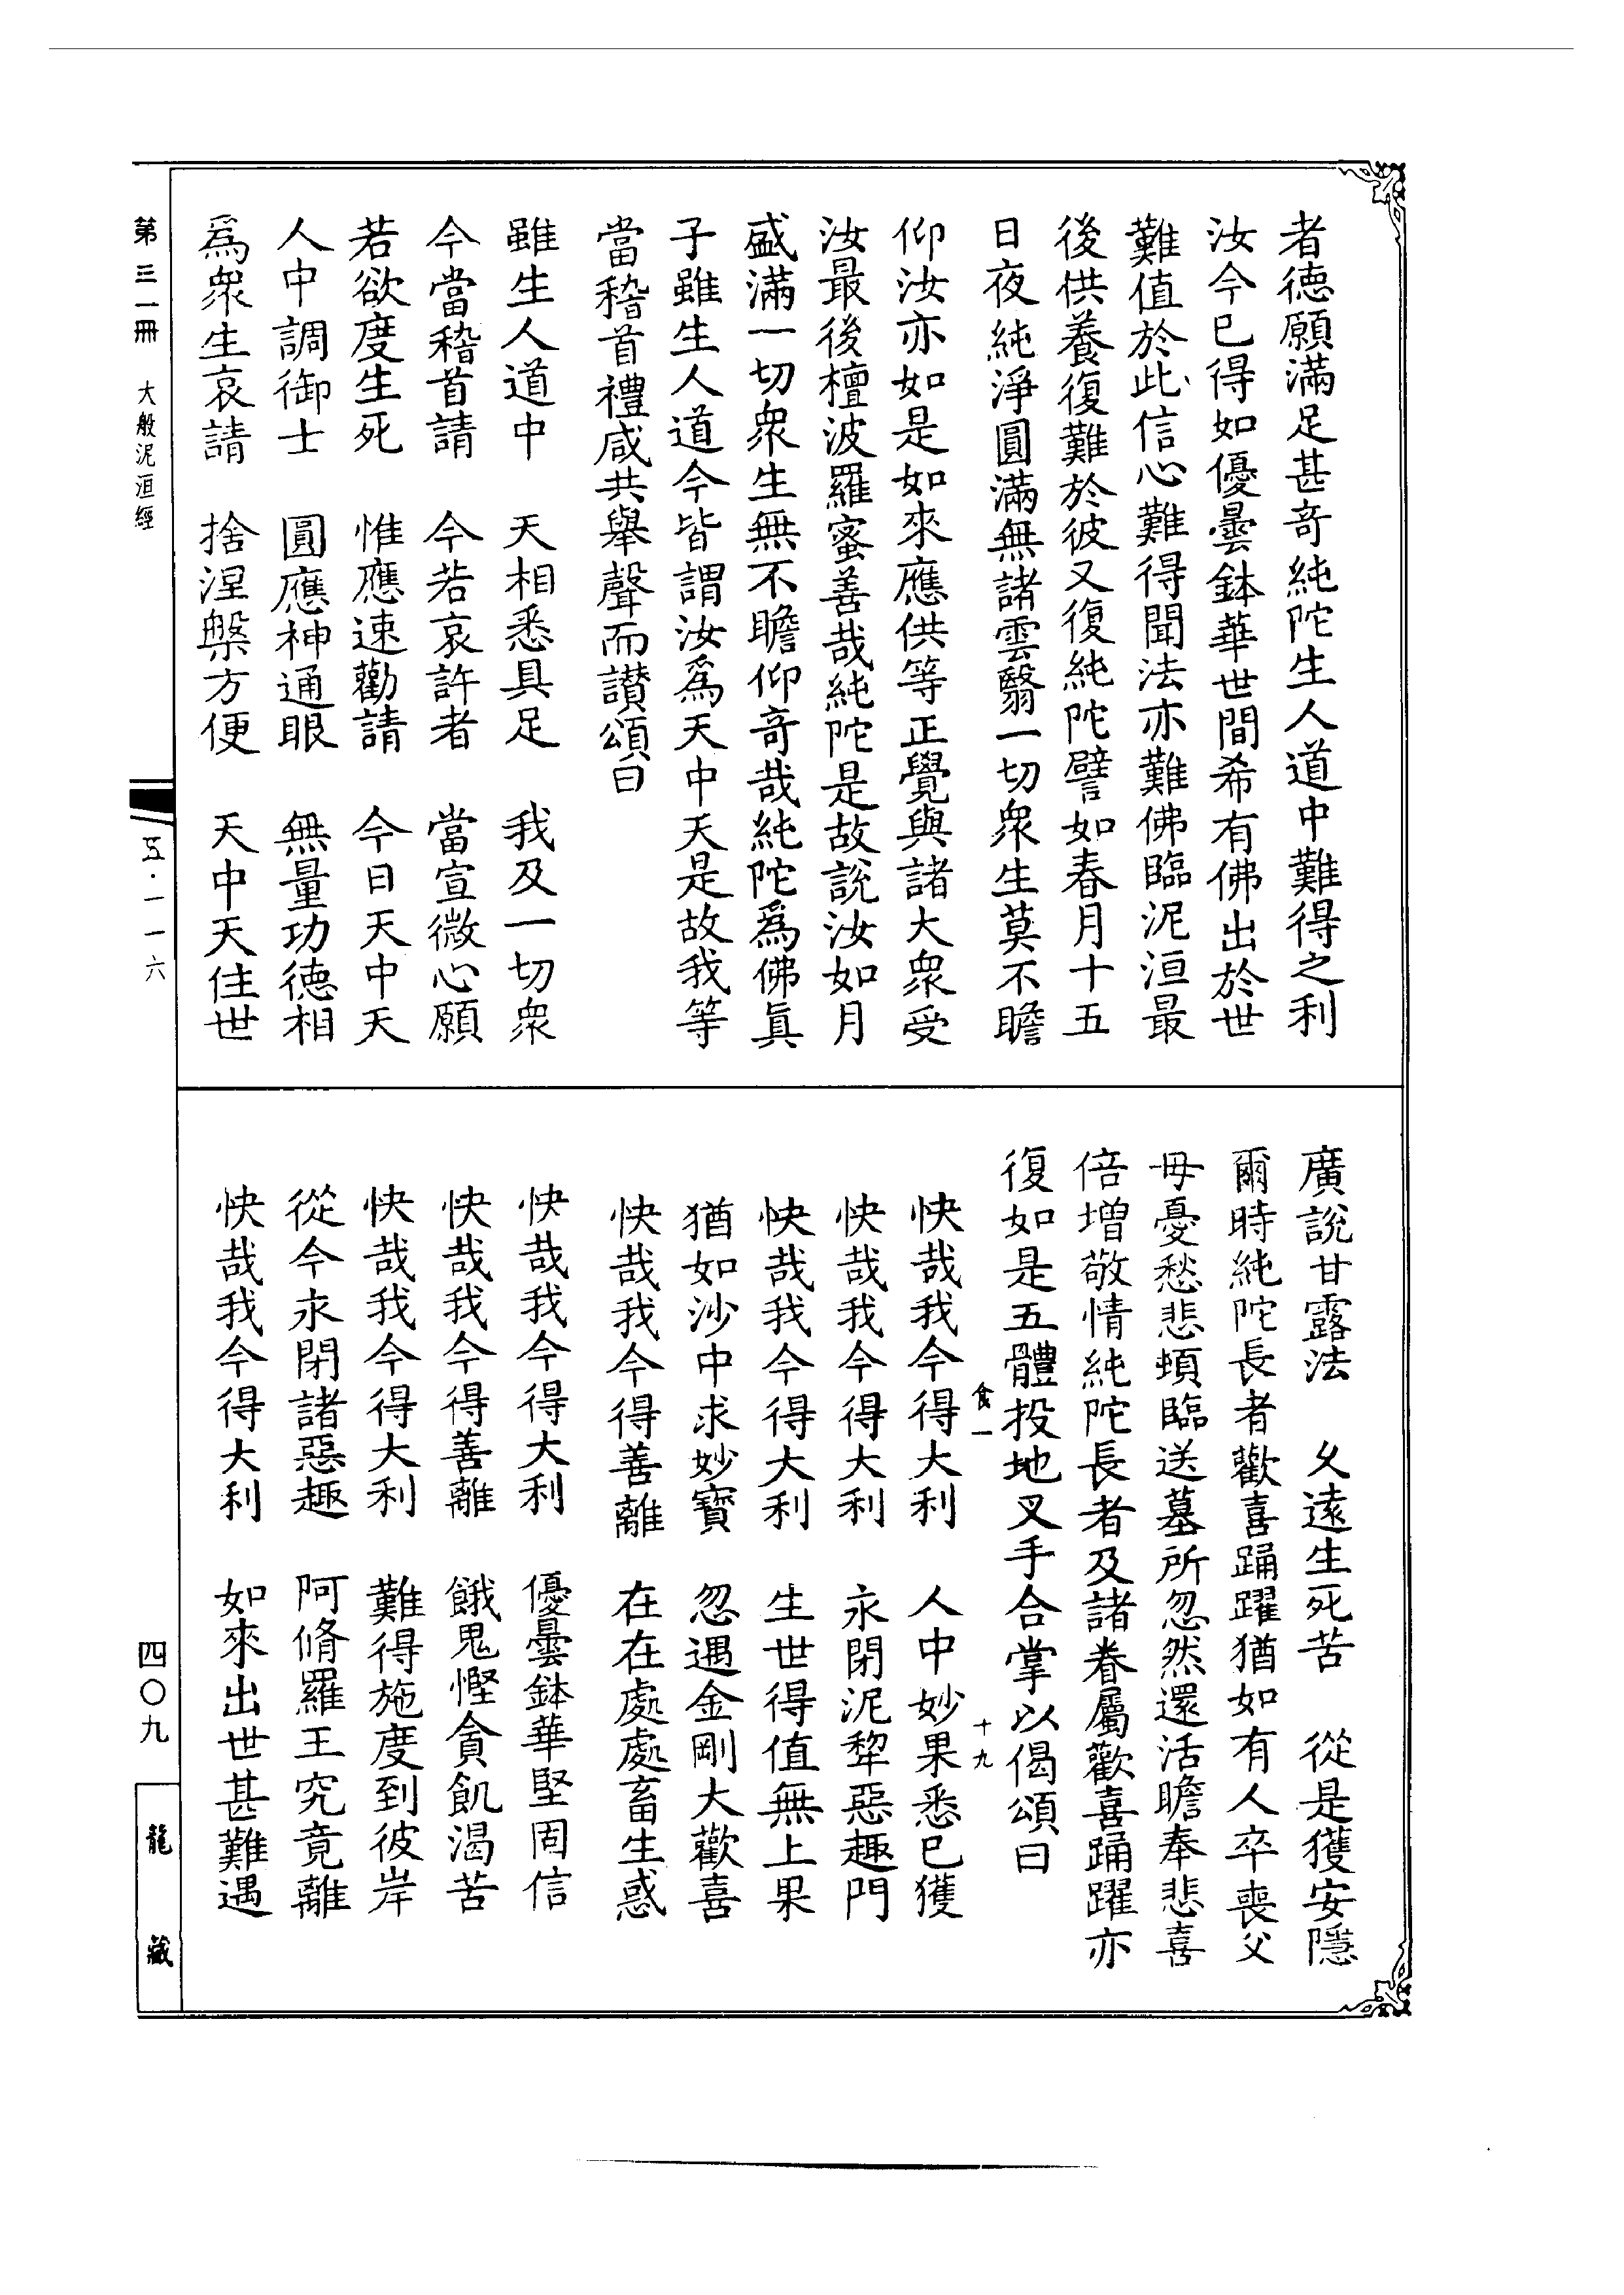 者德願滿足甚奇純陀生人道中難得之利
汝今已得如優曇鉢華世間希有佛出於世
難值於此信心難得聞法亦難佛臨泥洹最
後供養復難於彼又復純陀譬如春月十五
日夜純淨圓滿無諸雲翳一切眾生莫不瞻
仰汝亦如是如來應供等正覺與諸大眾受
汝最後檀波羅蜜善哉純陀是故說汝如月
盛滿一切眾生無不瞻仰奇哉純陀為佛真
子雖生人道今皆謂汝為天中天是故我等
當稽首禮咸共舉聲而讃頌曰
雖生人道中　天相悉具足　我及一切眾
今當稽首請　今若哀許者　當宣微心願
若欲度生死　惟應速勸請　今日天中天
人中調御士　圓應神通眼　無量功德相
為眾生哀請　捨涅槃方便　天中天住世
廣說甘露法　久遠生死苦　從是獲安隱
爾時純陀長者歡喜踊躍猶如有人卒喪父
母憂愁悲頓臨送墓所忽然還活瞻奉悲喜
倍增敬情純陀長者及諸眷屬歡喜踊躍亦
復如是五體投地叉手合掌以偈頌曰
食一　十九
快哉我今得大利　人中妙果悉已獲
快哉我今得大利　永閉泥犂惡趣門
快哉我今得大利　生世得值無上果
猶如沙中求妙寶　忽遇金剛大歡喜
快哉我今得善離　在在處處畜生惑
快哉我今得大利　優曇鉢華堅固信
快哉我今得善離　餓鬼慳貪飢渴苦
快哉我今得大利　難得施度到彼岸
從今永閉諸惡趣　阿脩羅王究竟離
快哉我今得大利　如來出世甚難遇
第三一冊　大般泥洹經
五·一一六
四〇九
龍藏